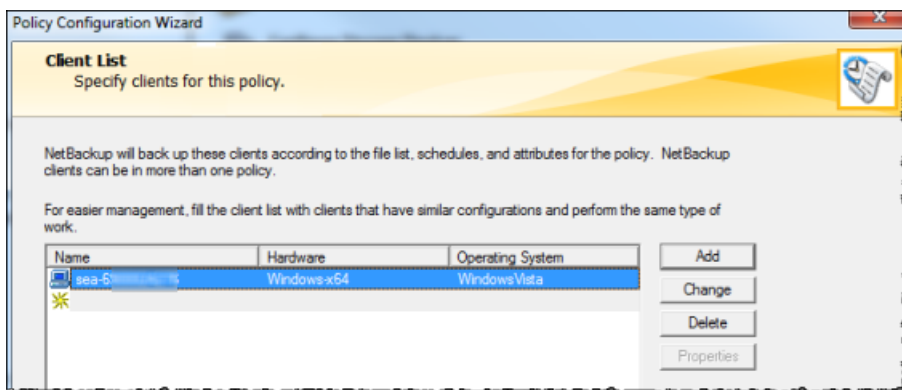 Policy Configuration Wizard
Client List
Specify clients for this policy.
NetBackup will back up these clients according to the file list, schedules, and attributes for the policy. NetBackup
clients can be in more than one policy.
For easier management, fill the client list with clients that have similar configurations and perform the same type of
work.
Name Hardware Operating System Add
Windows-x64 WindowsVista
Change
Delete
Properties